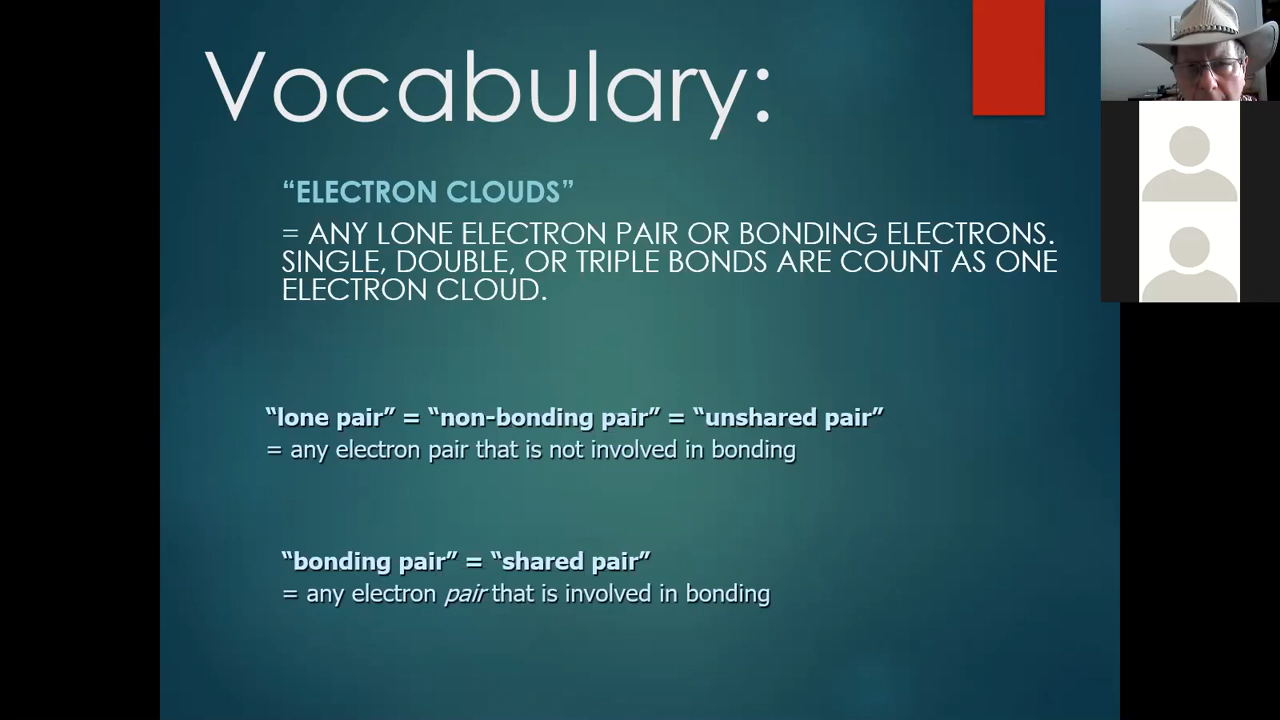 Vocabulary:
“ELECTRON CLOUDS”
= ANY LONE ELECTRON PAIR OR BONDING ELECTRONS.
SINGLE, DOUBLE, OR TRIPLE BONDS ARE COUNT AS ONE
ELECTRON CLOUD.
“lone pair” = “non-bonding pair” = “unshared pair”
= any electron pair that is not involved in bonding
“bonding pair” = “shared pair”
= any electron pair that is involved in bonding